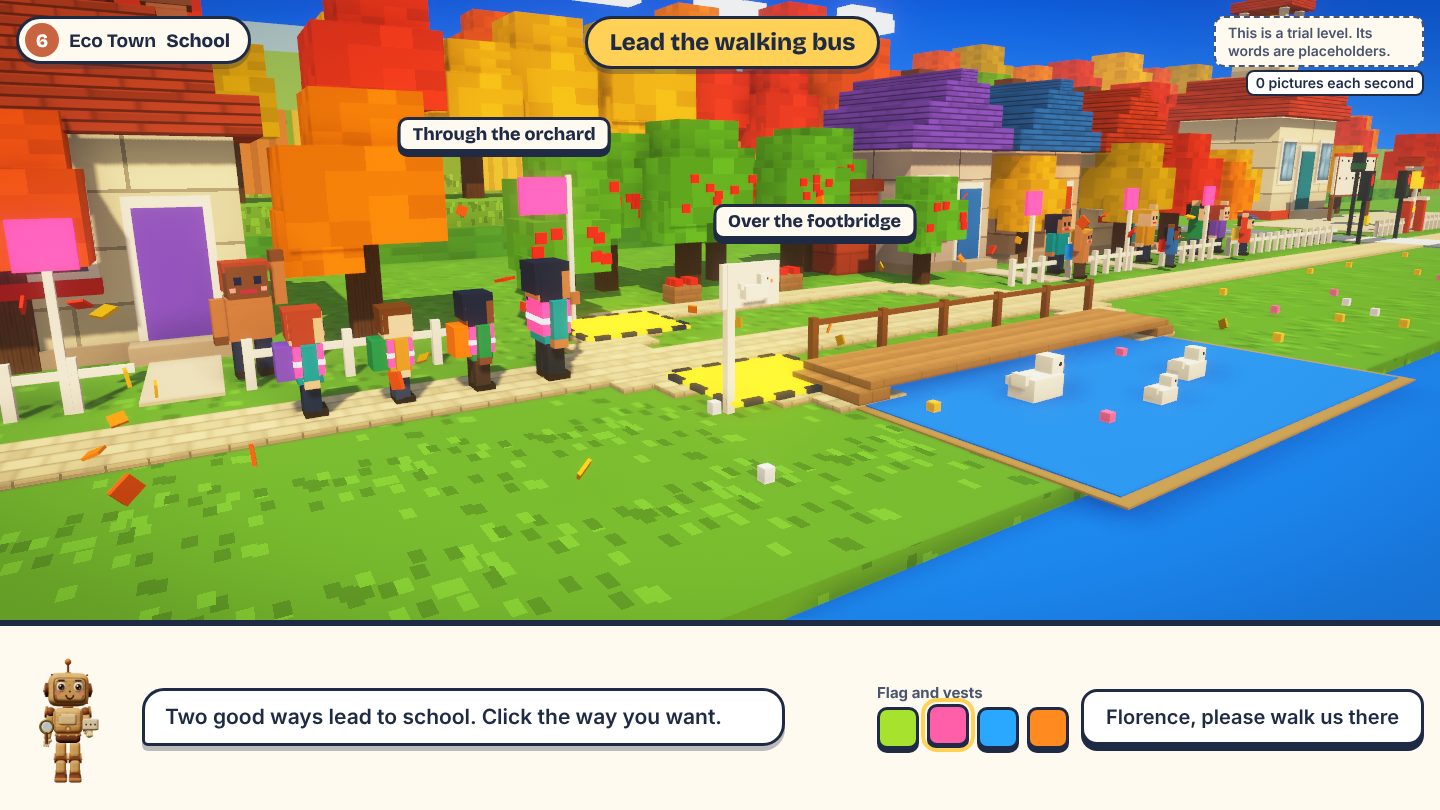 6 Eco Town School
Lead the walking bus
This is a trial level. Its
words are placeholders.
0 pictures each second
Through the orchard
Over the footbridge
Two good ways lead to school. Click the way you want.
Flag and vests
Florence, please walk us there